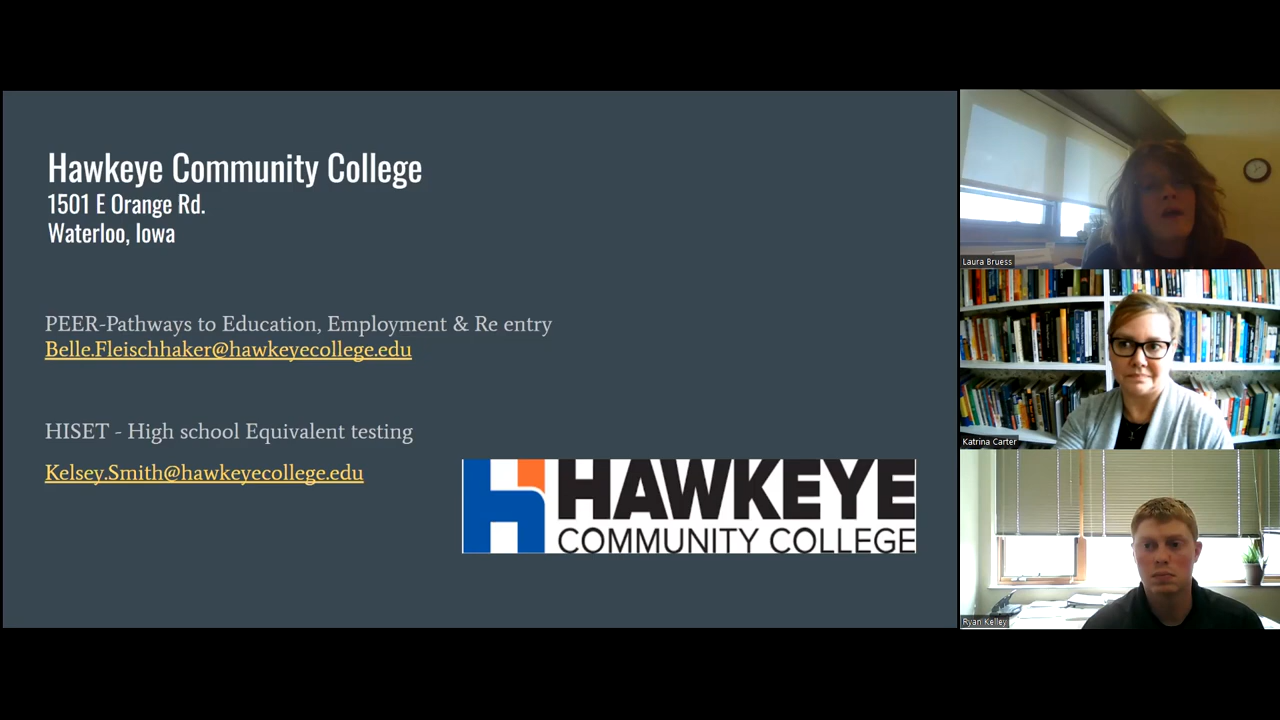 Hawkeye Community College
1501 E Orange Rd.
Waterloo, Iowa
PEER-Pathways to Education, Employment & Re entry
Belle.Fleischhaker@hawkeyecollege.edu
HISET - High school Equivalent testing
Kelsey.Smith@hawkeyecollege.edu
HAWKEYE
COMMUNITY COLLEGE
Laura Bruess
Katrina Carter
Ryan Kelley